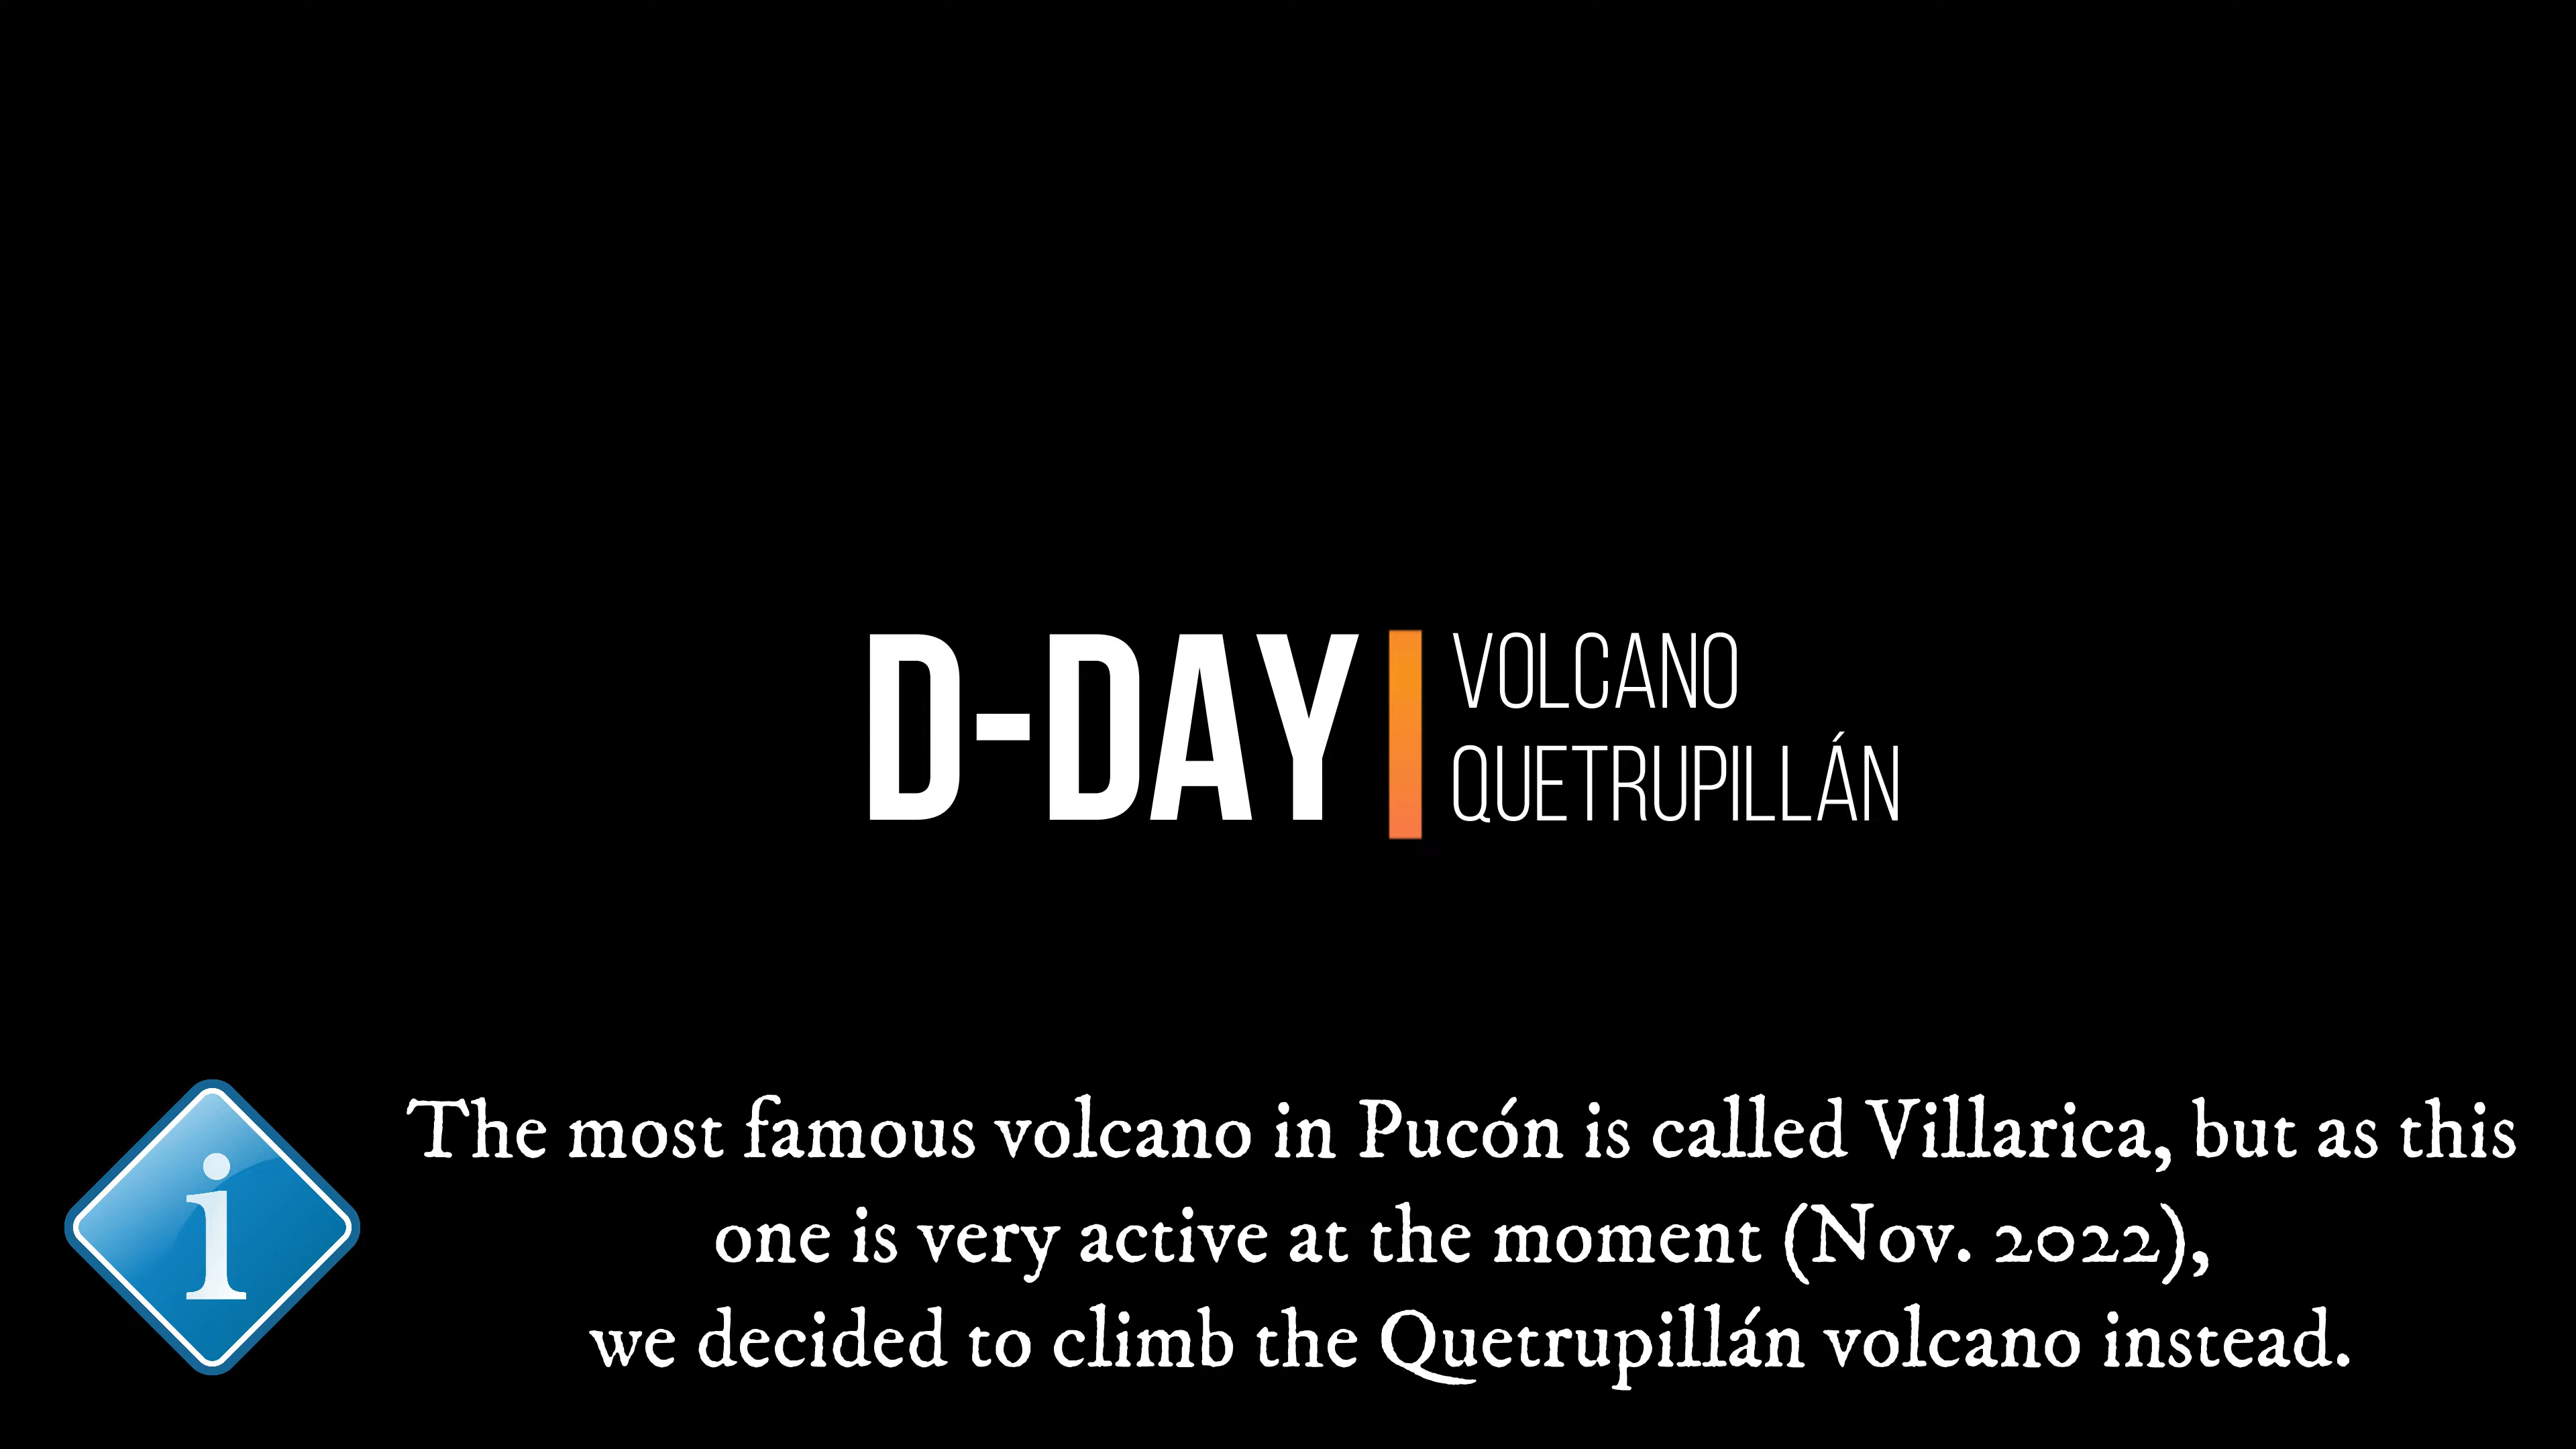 D-DAY
VOLCANO
QUETRUPILLÁN
i
The most famous volcano in Pucón is called Villarica, but as this
one is very active at the moment (Nov. 2022),
we decided to climb the Quetrupillán volcano instead.